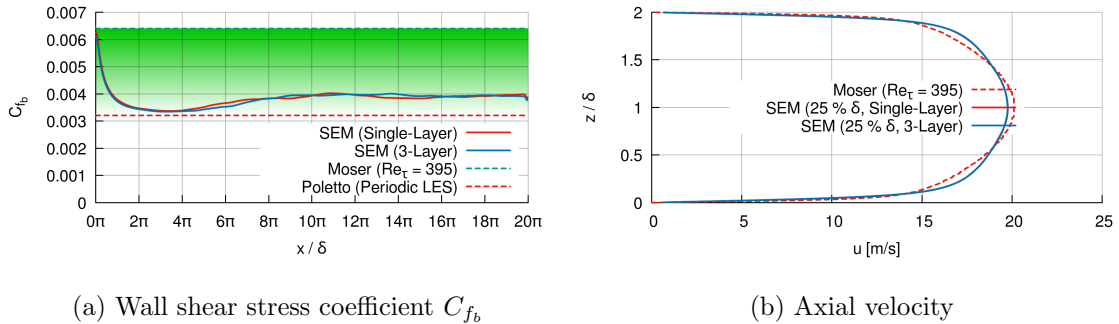 0.007
0.006
0.005
0.004
0.003
0.002
0.001
0
C_{f_b}
SEM (Single-Layer)
SEM (3-Layer)
Moser (Re_τ = 395)
Poletto (Periodic LES)
0π 2π 4π 6π 8π 10π 12π 14π 16π 18π 20π
x / δ
2
1.5
1
0.5
0
z / δ
Moser (Re_τ = 395)
SEM (25 % δ, Single-Layer)
SEM (25 % δ, 3-Layer)
0 5 10 15 20 25
u [m/s]
(a) Wall shear stress coefficient C_{f_b}
(b) Axial velocity